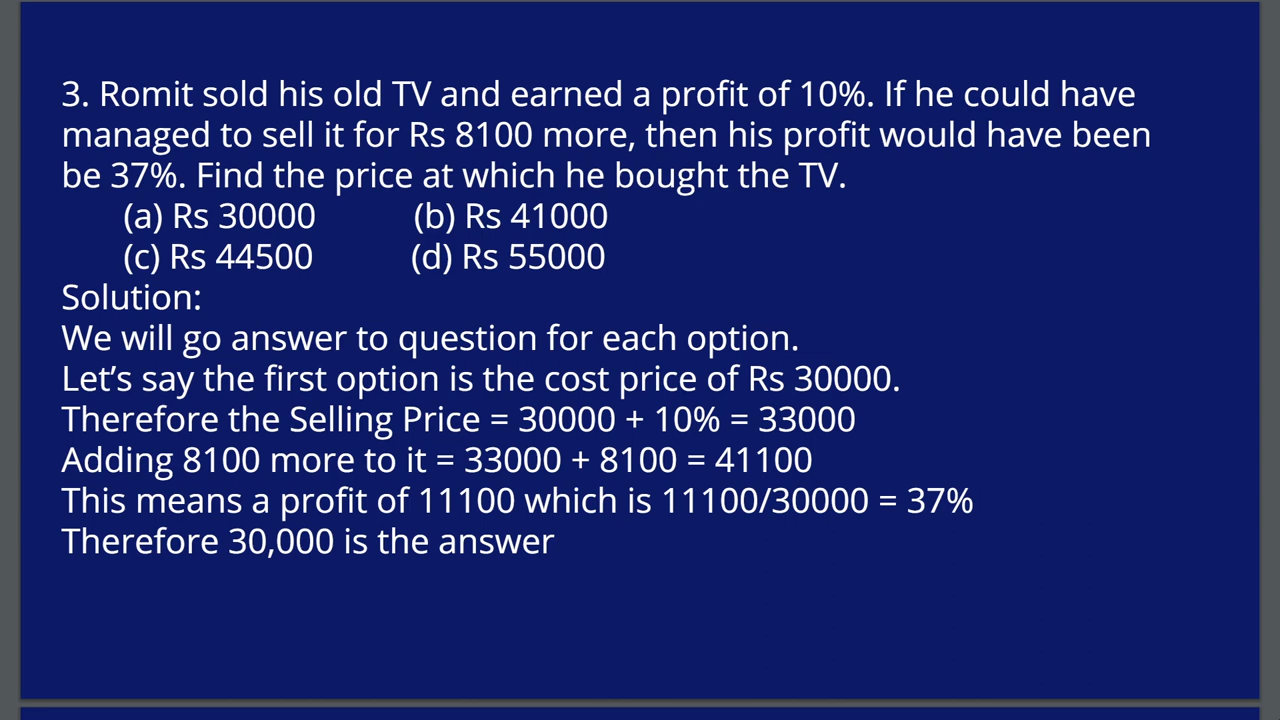 3. Romit sold his old TV and earned a profit of 10%. If he could have
managed to sell it for Rs 8100 more, then his profit would have been
be 37%. Find the price at which he bought the TV.
(a) Rs 30000 (b) Rs 41000
(c) Rs 44500 (d) Rs 55000
Solution:
We will go answer to question for each option.
Let’s say the first option is the cost price of Rs 30000.
Therefore the Selling Price = 30000 + 10% = 33000
Adding 8100 more to it = 33000 + 8100 = 41100
This means a profit of 11100 which is 11100/30000 = 37%
Therefore 30,000 is the answer